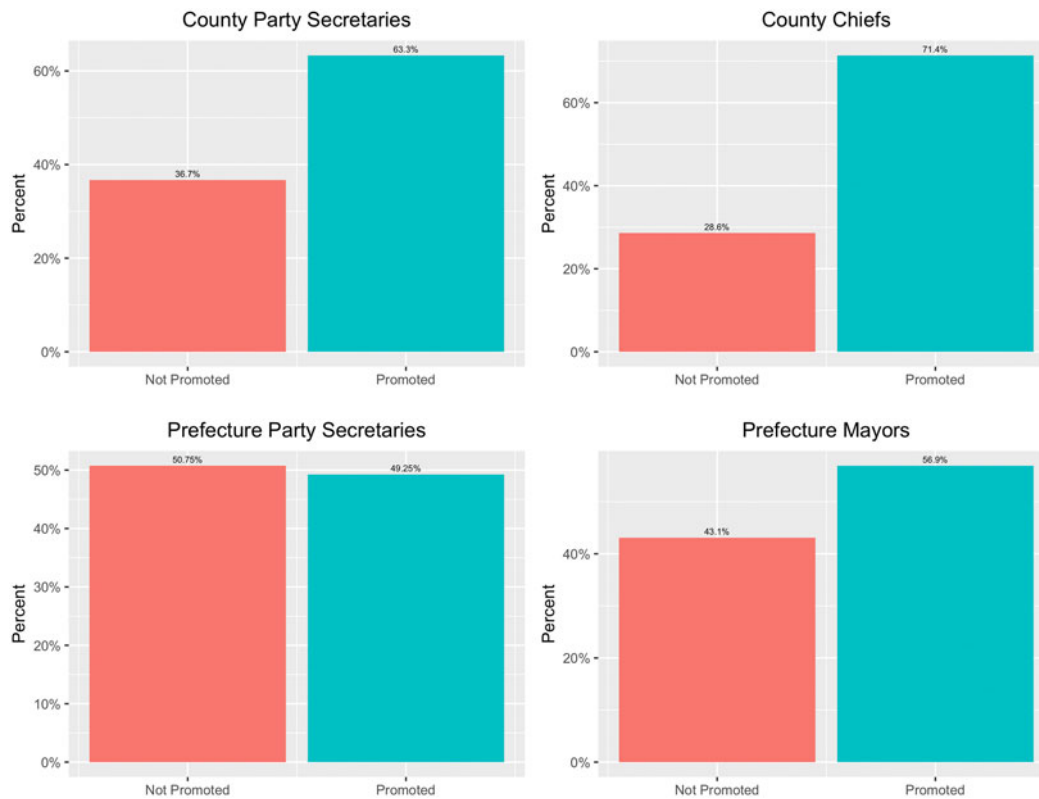 County Party Secretaries
63.3%
60%
40%
36.7%
20%
0%
Percent
Not Promoted Promoted
County Chiefs
71.4%
60%
40%
28.6%
20%
0%
Percent
Not Promoted Promoted
Prefecture Party Secretaries
50.75% 49.25%
50%
40%
30%
20%
10%
0%
Percent
Not Promoted Promoted
Prefecture Mayors
56.9%
43.1%
40%
20%
0%
Percent
Not Promoted Promoted